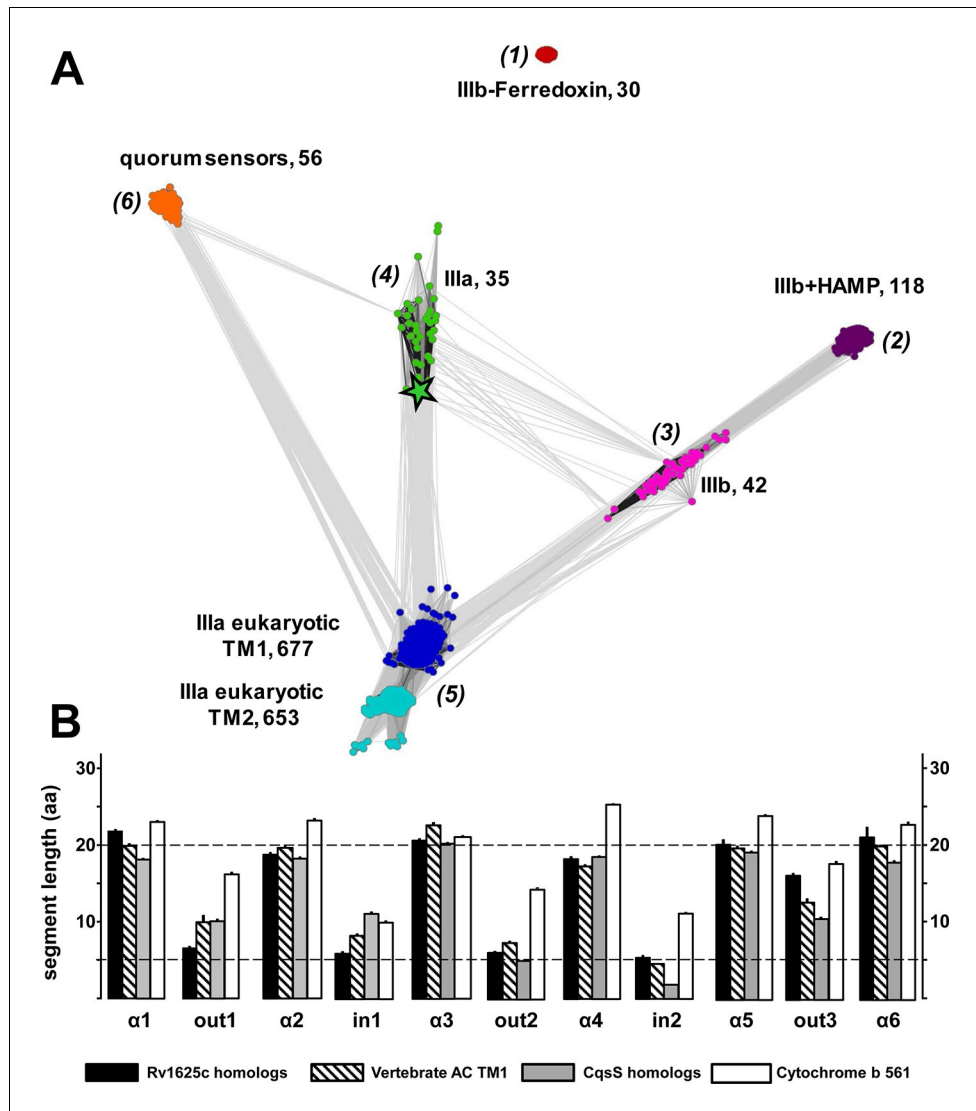 A
(1)
IIIb-Ferredoxin, 30
quorum sensors, 56
(6)
(4)
IIIa, 35
IIIb+HAMP, 118
(2)
(3)
IIIb, 42
IIIa eukaryotic
TM1, 677
IIIa eukaryotic
TM2, 653
(5)
B
30 30
20 20
10 10
segment length (aa)
α1 out1 α2 in1 α3 out2 α4 in2 α5 out3 α6
Rv1625c homologs Vertebrate AC TM1 CqsS homologs Cytochrome b 561